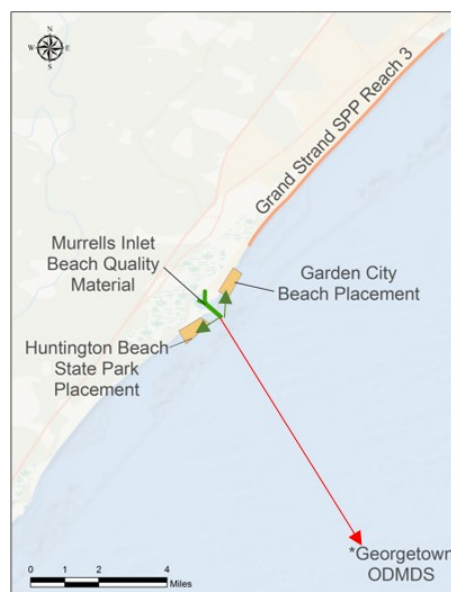 N
W
E
S
Grand Strand SPP Reach 3
Murrells Inlet
Beach Quality
Material
Garden City
Beach Placement
Huntington Beach
State Park
Placement
*Georgetown
ODMDS
0 1 2 4
Miles